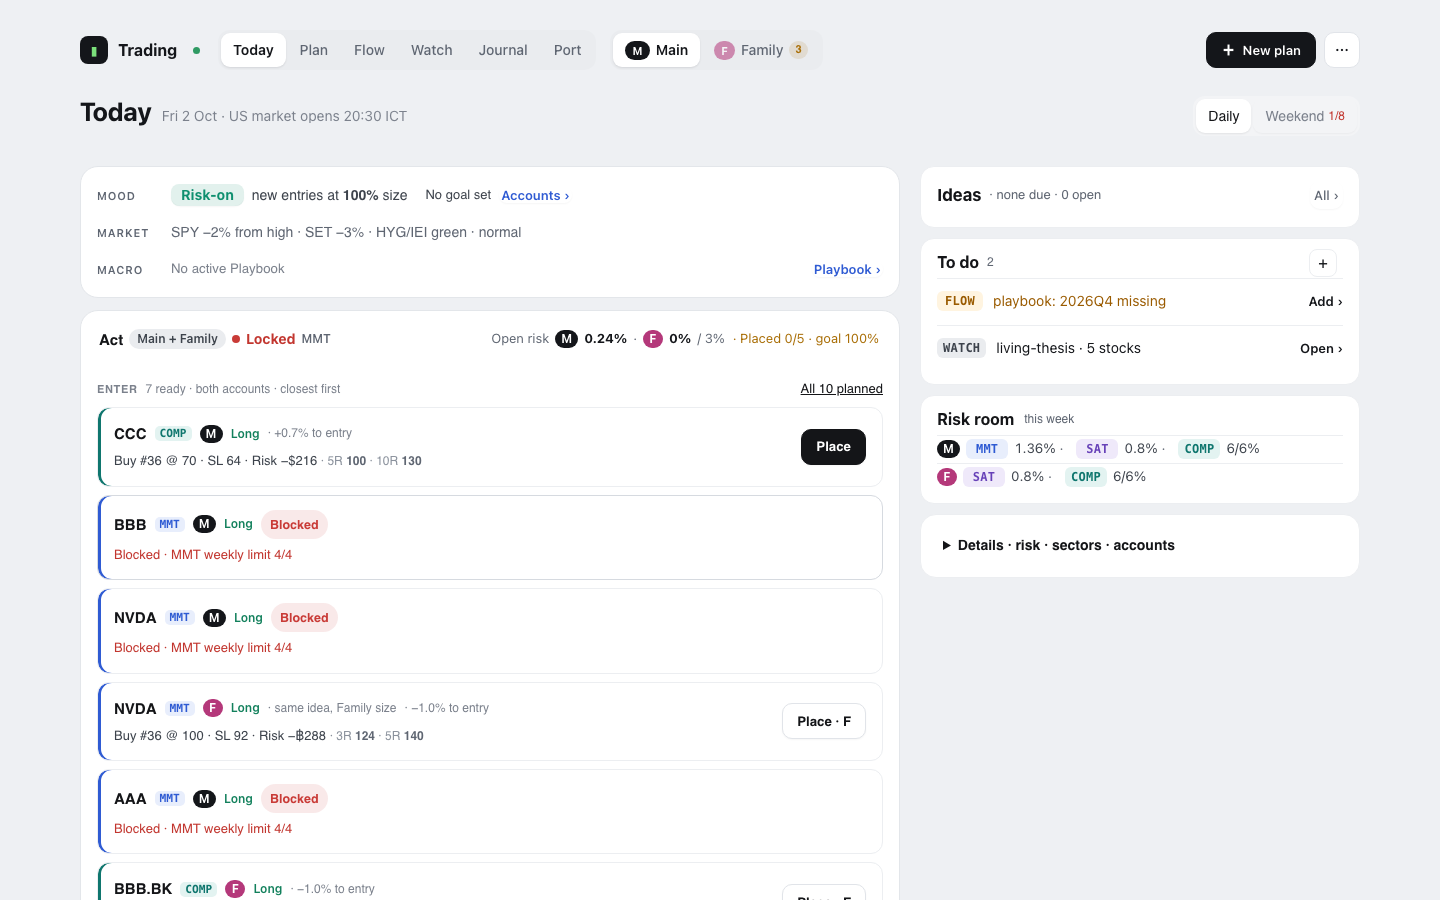 Trading Today Plan Flow Watch Journal Port M Main F Family 3 + New plan ···
Today Fri 2 Oct · US market opens 20:30 ICT Daily Weekend 1/8
MOOD Risk-on new entries at 100% size No goal set Accounts ›
MARKET SPY −2% from high · SET −3% · HYG/IEI green · normal
MACRO No active Playbook Playbook ›
Act Main + Family Locked MMT Open risk M 0.24% · F 0% / 3% · Placed 0/5 · goal 100%
ENTER 7 ready · both accounts · closest first All 10 planned
CCC COMP M Long · +0.7% to entry
Buy #36 @ 70 · SL 64 · Risk −$216 · 5R 100 · 10R 130
Place
BBB MMT M Long Blocked
Blocked · MMT weekly limit 4/4
NVDA MMT M Long Blocked
Blocked · MMT weekly limit 4/4
NVDA MMT F Long · same idea, Family size · −1.0% to entry
Buy #36 @ 100 · SL 92 · Risk −฿288 · 3R 124 · 5R 140
Place · F
AAA MMT M Long Blocked
Blocked · MMT weekly limit 4/4
BBB.BK COMP F Long · −1.0% to entry
Place · F
Ideas · none due · 0 open All ›
To do 2 +
FLOW playbook: 2026Q4 missing Add ›
WATCH living-thesis · 5 stocks Open ›
Risk room this week
M MMT 1.36% · SAT 0.8% · COMP 6/6%
F SAT 0.8% · COMP 6/6%
▶ Details · risk · sectors · accounts